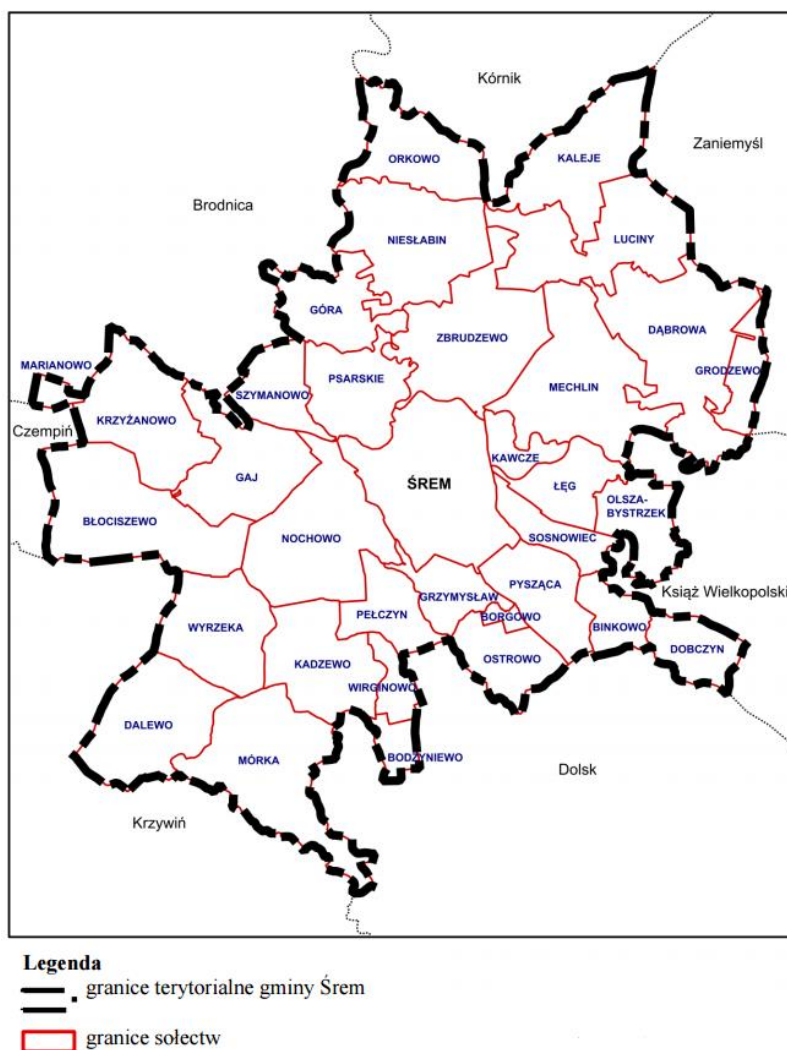 Kórnik
Zaniemyśl
ORKOWO
KALEJE
Brodnica
NIESŁABIN
LUCINY
GÓRA
ZBRUDZEWO
DĄBROWA
MARIANOWO
PSARSKIE
GRODZEWO
SZYMANOWO
MECHLIN
KRZYŻANOWO
Czempiń
KAWCZE
GAJ
ŚREM
ŁĘG
OLSZA-
BYSTRZEK
BŁOCISZEWO
NOCHOWO
SOSNOWIEC
PYSZĄCA
Książ Wielkopolski
GRZYMYSŁAW
PEŁCZYN
BORGOWO
WYRZEKA
BINKOWO
DOBCZYN
KADZEWO
OSTROWO
WIRGINOWO
DALEWO
MÓRKA
BODZYNIEWO
Dolsk
Krzywiń
Legenda
granice terytorialne gminy Śrem
granice sołectw